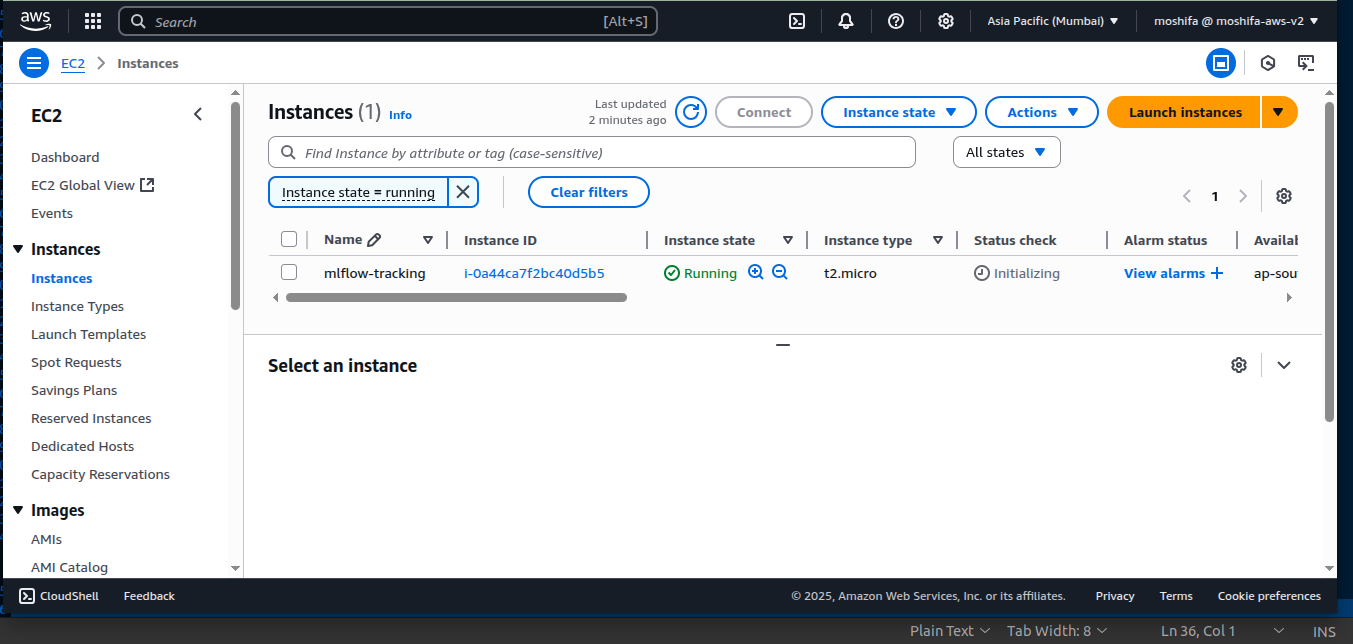 aws
Search [Alt+S]
Asia Pacific (Mumbai)
moshifa @ moshifa-aws-v2
EC2 > Instances
EC2
Dashboard
EC2 Global View
Events
Instances
Instances
Instance Types
Launch Templates
Spot Requests
Savings Plans
Reserved Instances
Dedicated Hosts
Capacity Reservations
Images
AMIs
AMI Catalog
Instances (1) Info
Last updated
2 minutes ago
Connect
Instance state
Actions
Launch instances
Find Instance by attribute or tag (case-sensitive)
All states
Instance state = running
Clear filters
1
Name Instance ID Instance state Instance type Status check Alarm status Availab
mlflow-tracking i-0a44ca7f2bc40d5b5 Running t2.micro Initializing View alarms + ap-sou
Select an instance
CloudShell Feedback © 2025, Amazon Web Services, Inc. or its affiliates. Privacy Terms Cookie preferences
Plain Text Tab Width: 8 Ln 36, Col 1 INS